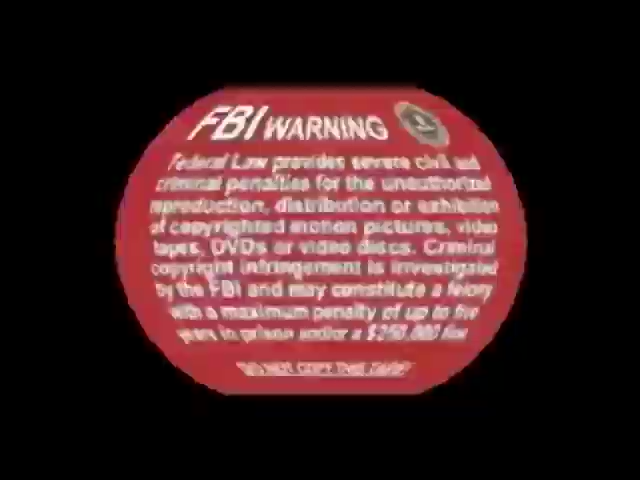 FBI WARNING
Federal Law provides severe civil and
criminal penalties for the unauthorized
reproduction, distribution or exhibition
of copyrighted motion pictures, video
tapes, DVDs or video discs. Criminal
copyright infringement is investigated
by the FBI and may constitute a felony
with a maximum penalty of up to five
years in prison and/or a $250,000 fine